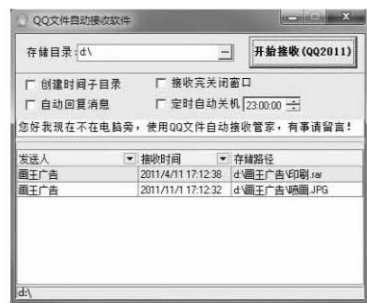 QQ文件自动接收软件
存储目录:d:\ 开始接收(QQ2011)
创建时间子目录 接收完关闭窗口
自动回复消息 定时自动关机 23:00:00
您好我现在不在电脑旁，使用QQ文件自动接收管家，有事请留言！
发送人 接收时间 存储路径
画王广告 2011/4/11 17:12:38 d:\画王广告\印刷.rar
画王广告 2011/11/1 17:12:32 d:\画王广告\喷画.JPG
d:\